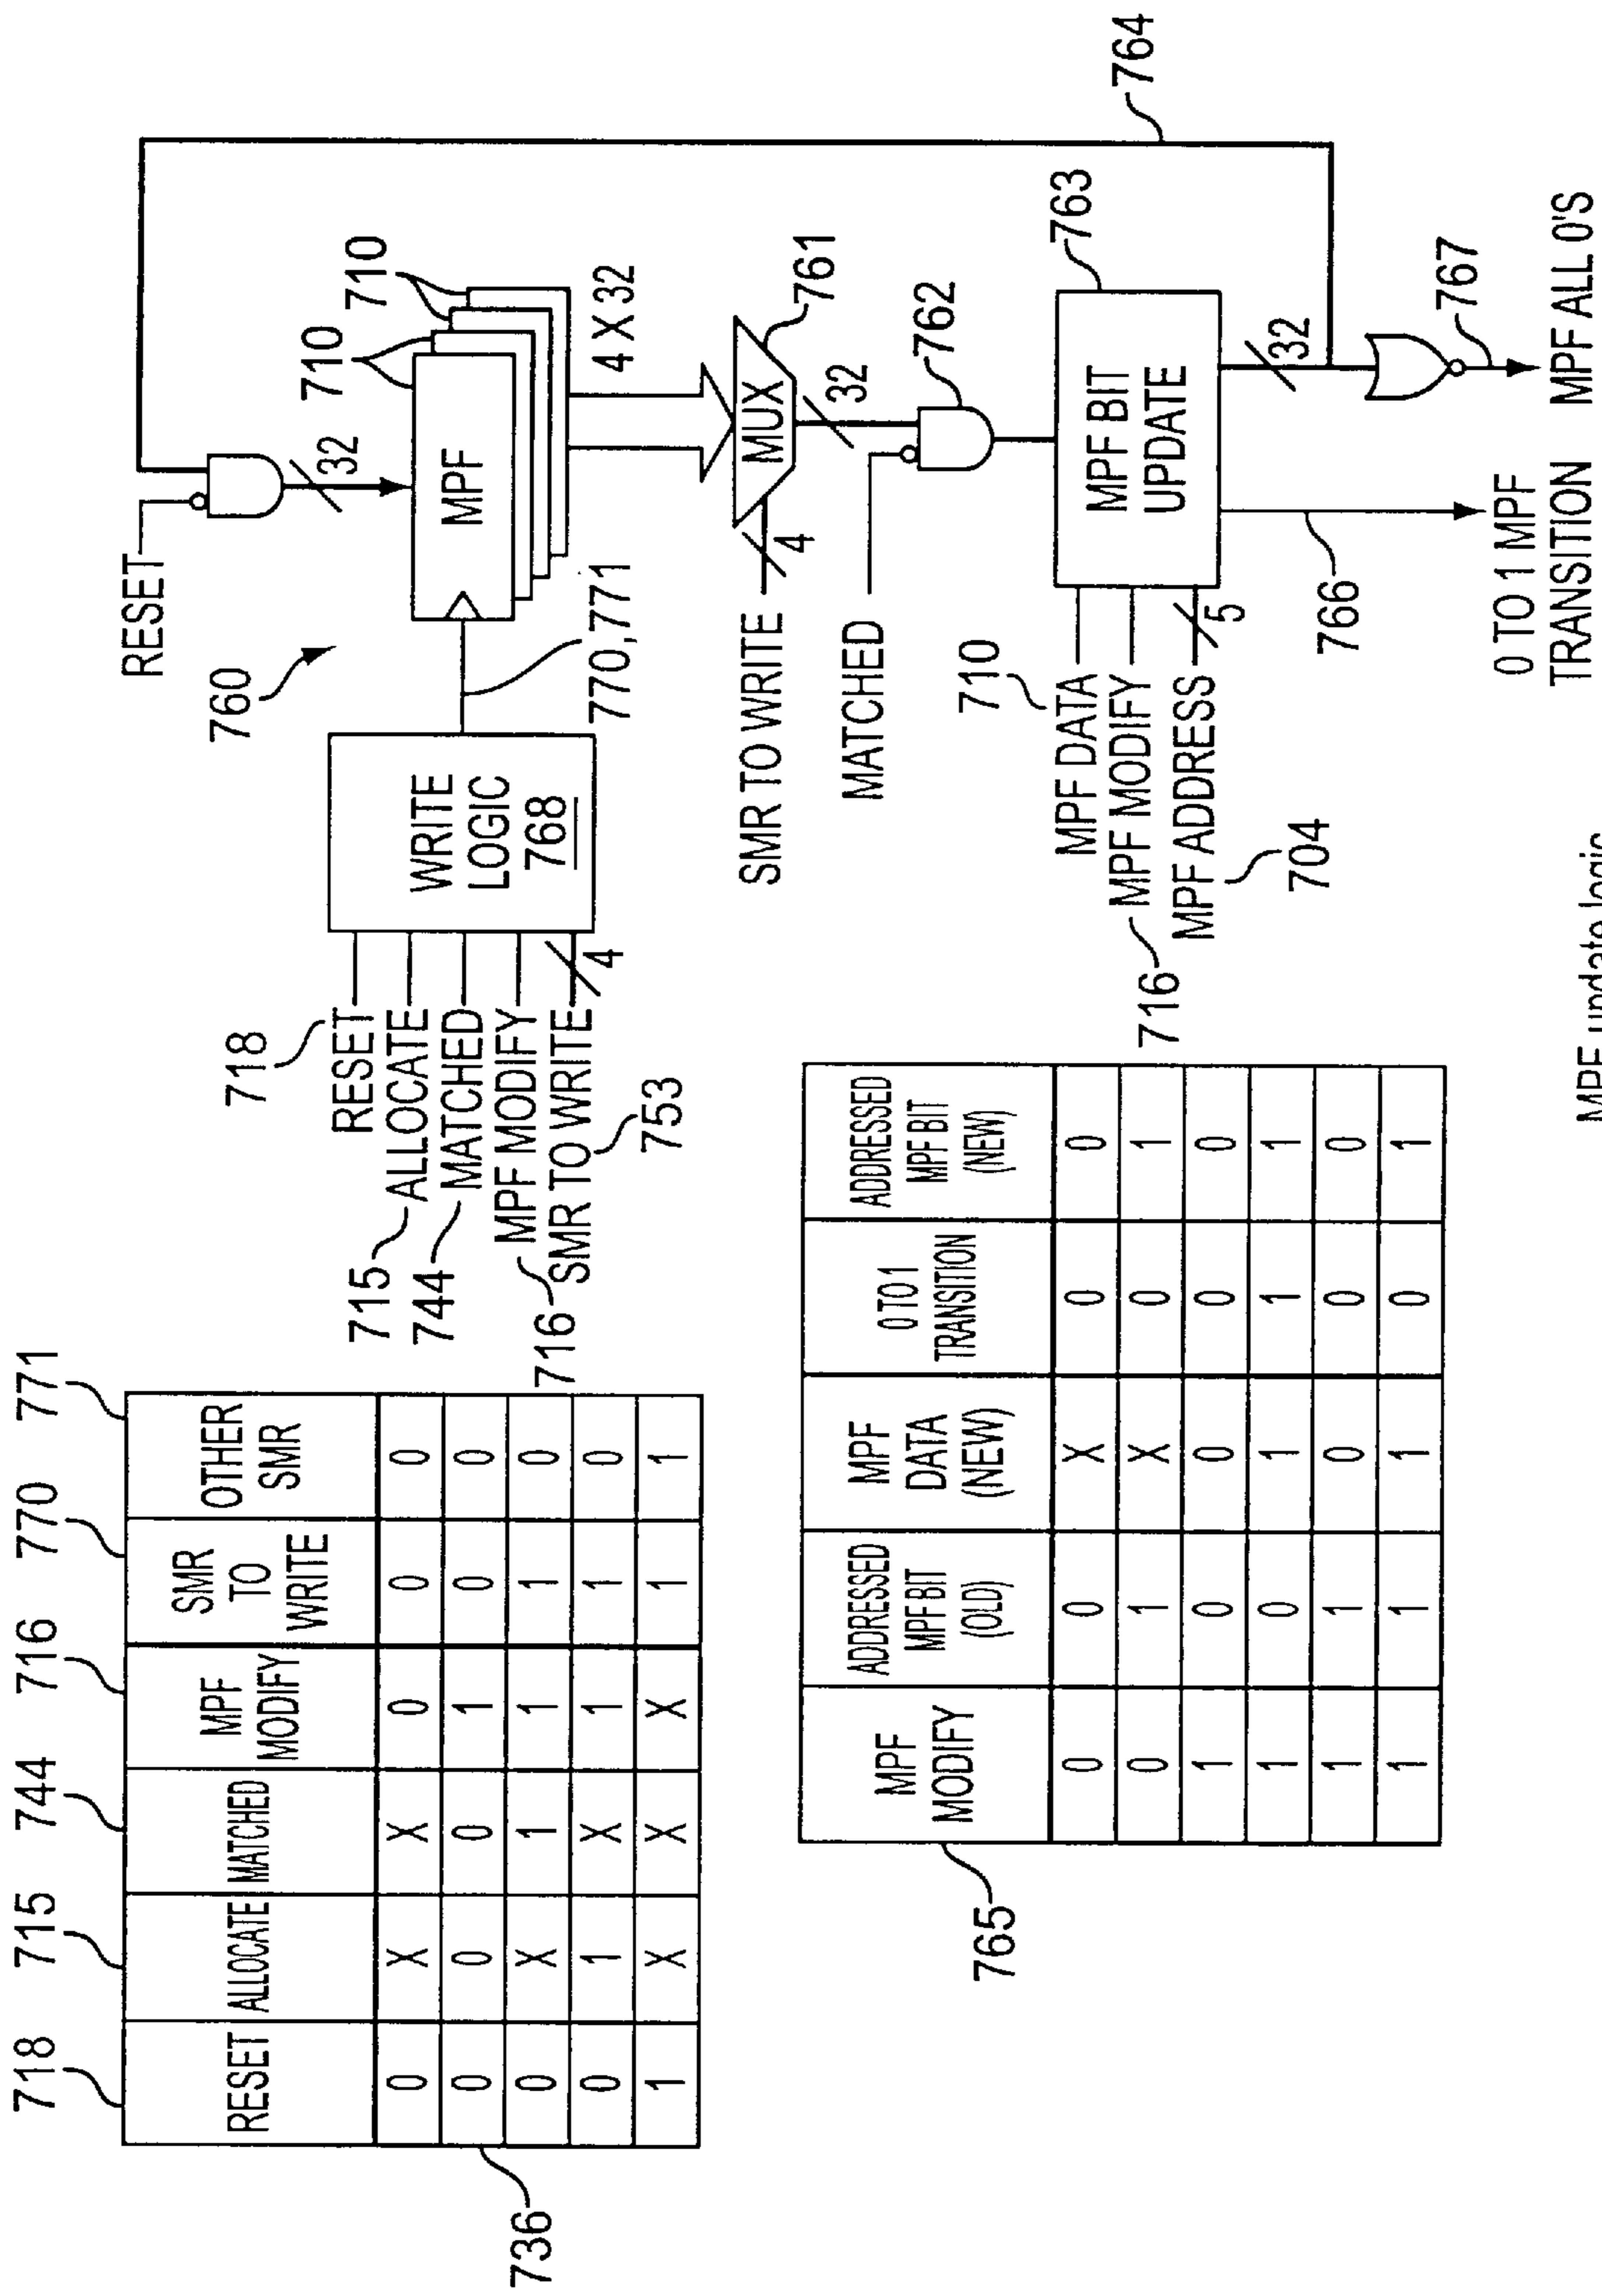 718
715
744
716
770
771
RESET
ALLOCATE
MATCHED
MPF
MODIFY
SMR
TO
WRITE
OTHER
SMR
0 X X 0 0 0
0 0 0 1 0 0
0 X 1 1 1 0
0 1 X 1 1 0
1 X X X 1 1
736
718
RESET
715 ALLOCATE
744 MATCHED
716 MPF MODIFY
SMR TO WRITE
4
753
WRITE
LOGIC
768
760
770,771
RESET
32
MPF
710
710
4 X 32
SMR TO WRITE
4
MUX
761
32
MATCHED
762
710
MPF DATA
716 MPF MODIFY
MPF ADDRESS
5
704
MPF BIT
UPDATE
763
32
764
766
767
0 TO 1 MPF
TRANSITION
MPF ALL 0'S
765
MPF
MODIFY
ADDRESSED
MPF BIT
(OLD)
MPF
DATA
(NEW)
0 TO 1
TRANSITION
ADDRESSED
MPF BIT
(NEW)
0 0 X 0 0
0 1 X 0 1
1 0 0 0 0
1 0 1 1 1
1 1 0 0 0
1 1 1 0 1
MPF update logic